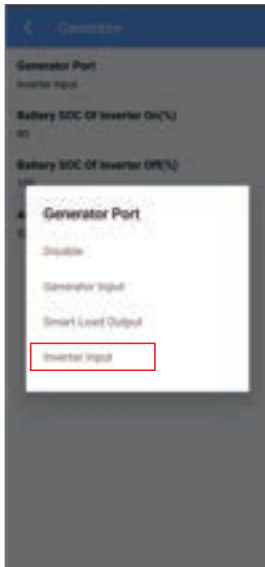 Generator
Generator Port
Inverter Input
Battery SOC Of Inverter On(%)
Battery SOC Of Inverter Off(%)
Generator Port
Disable
Generator Input
Smart Load Output
Inverter Input